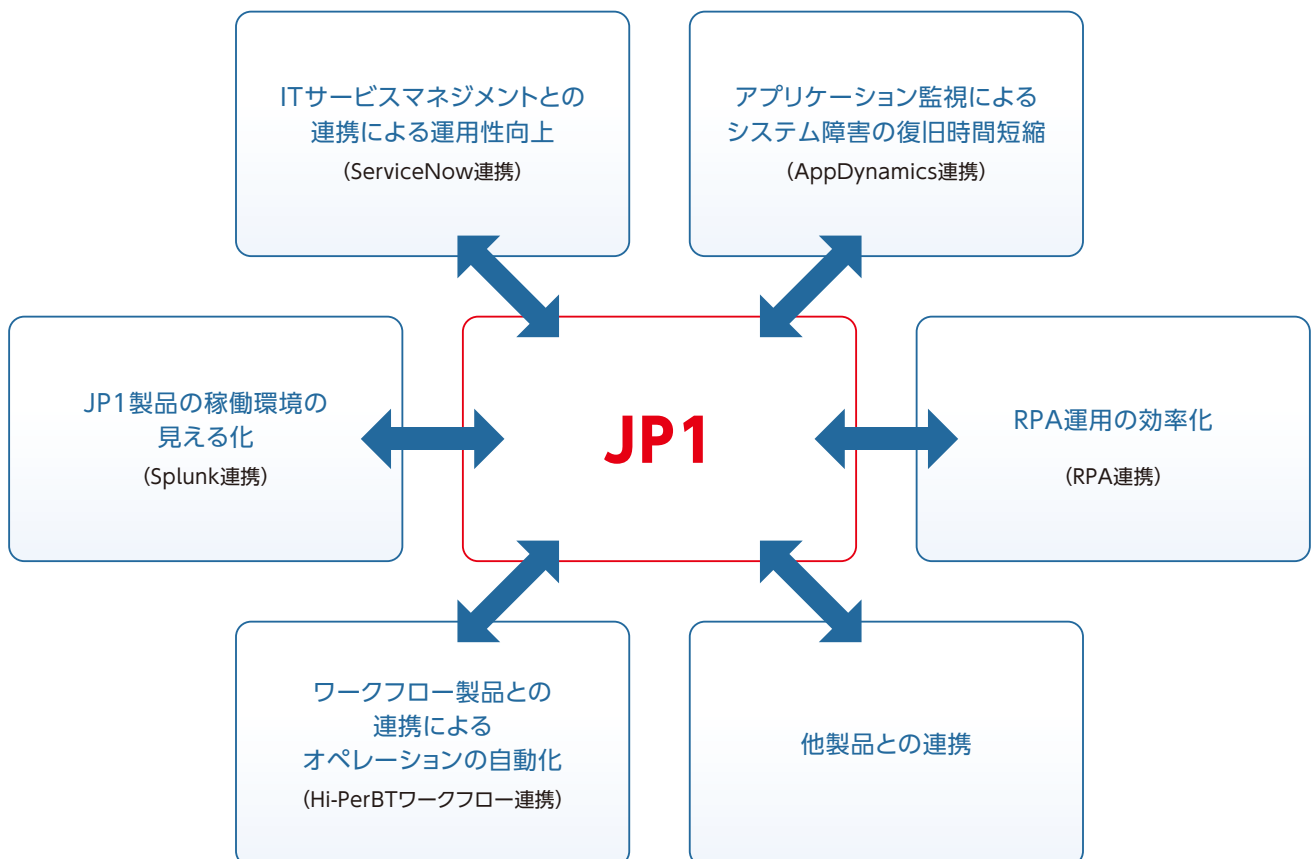 ITサービスマネジメントとの
連携による運用性向上
（ServiceNow連携）
アプリケーション監視による
システム障害の復旧時間短縮
（AppDynamics連携）
JP1製品の稼働環境の
見える化
（Splunk連携）
JP1
RPA運用の効率化
（RPA連携）
ワークフロー製品との
連携による
オペレーションの自動化
（Hi-PerBTワークフロー連携）
他製品との連携